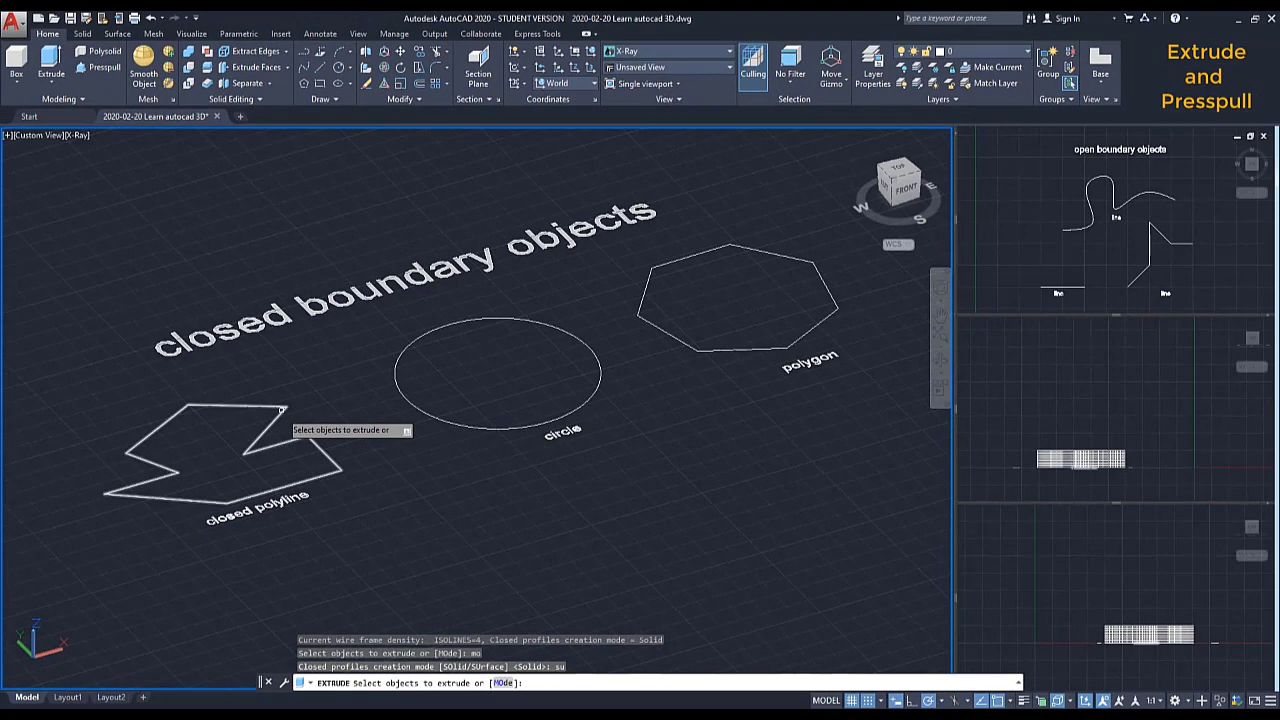 Autodesk AutoCAD 2020 - STUDENT VERSION 2020-02-20 Learn autocad 3D.dwg
Type a keyword or phrase
Sign In
Home Solid Surface Mesh Visualize Parametric Insert Annotate View Manage Output Collaborate Express Tools
Box
Extrude
Polysolid
Presspull
Modeling
Smooth
Object
Mesh
Extract Edges
Extrude Faces
Separate
Solid Editing
Draw
Modify
Section
Plane
Section
World
Coordinates
X-Ray
Unsaved View
Single viewport
View
Culling
No Filter
Move
Gizmo
Selection
Layer
Properties
0
Make Current
Match Layer
Layers
Group
Groups
Base
View
Extrude
and
Presspull
Start
2020-02-20 Learn autocad 3D*
[+][Custom View][X-Ray]
TOP
FRONT
W
E
S
WCS
closed boundary objects
closed polyline
circle
polygon
Select objects to extrude or
open boundary objects
line
line
line
Z
Y
X
Current wire frame density: ISOLINES=4, Closed profiles creation mode = Solid
Select objects to extrude or [MOde]: mo
Closed profiles creation mode [SOlid/SUrface] <Solid>: su
EXTRUDE Select objects to extrude or [MOde]:
Model Layout1 Layout2
MODEL
1:1